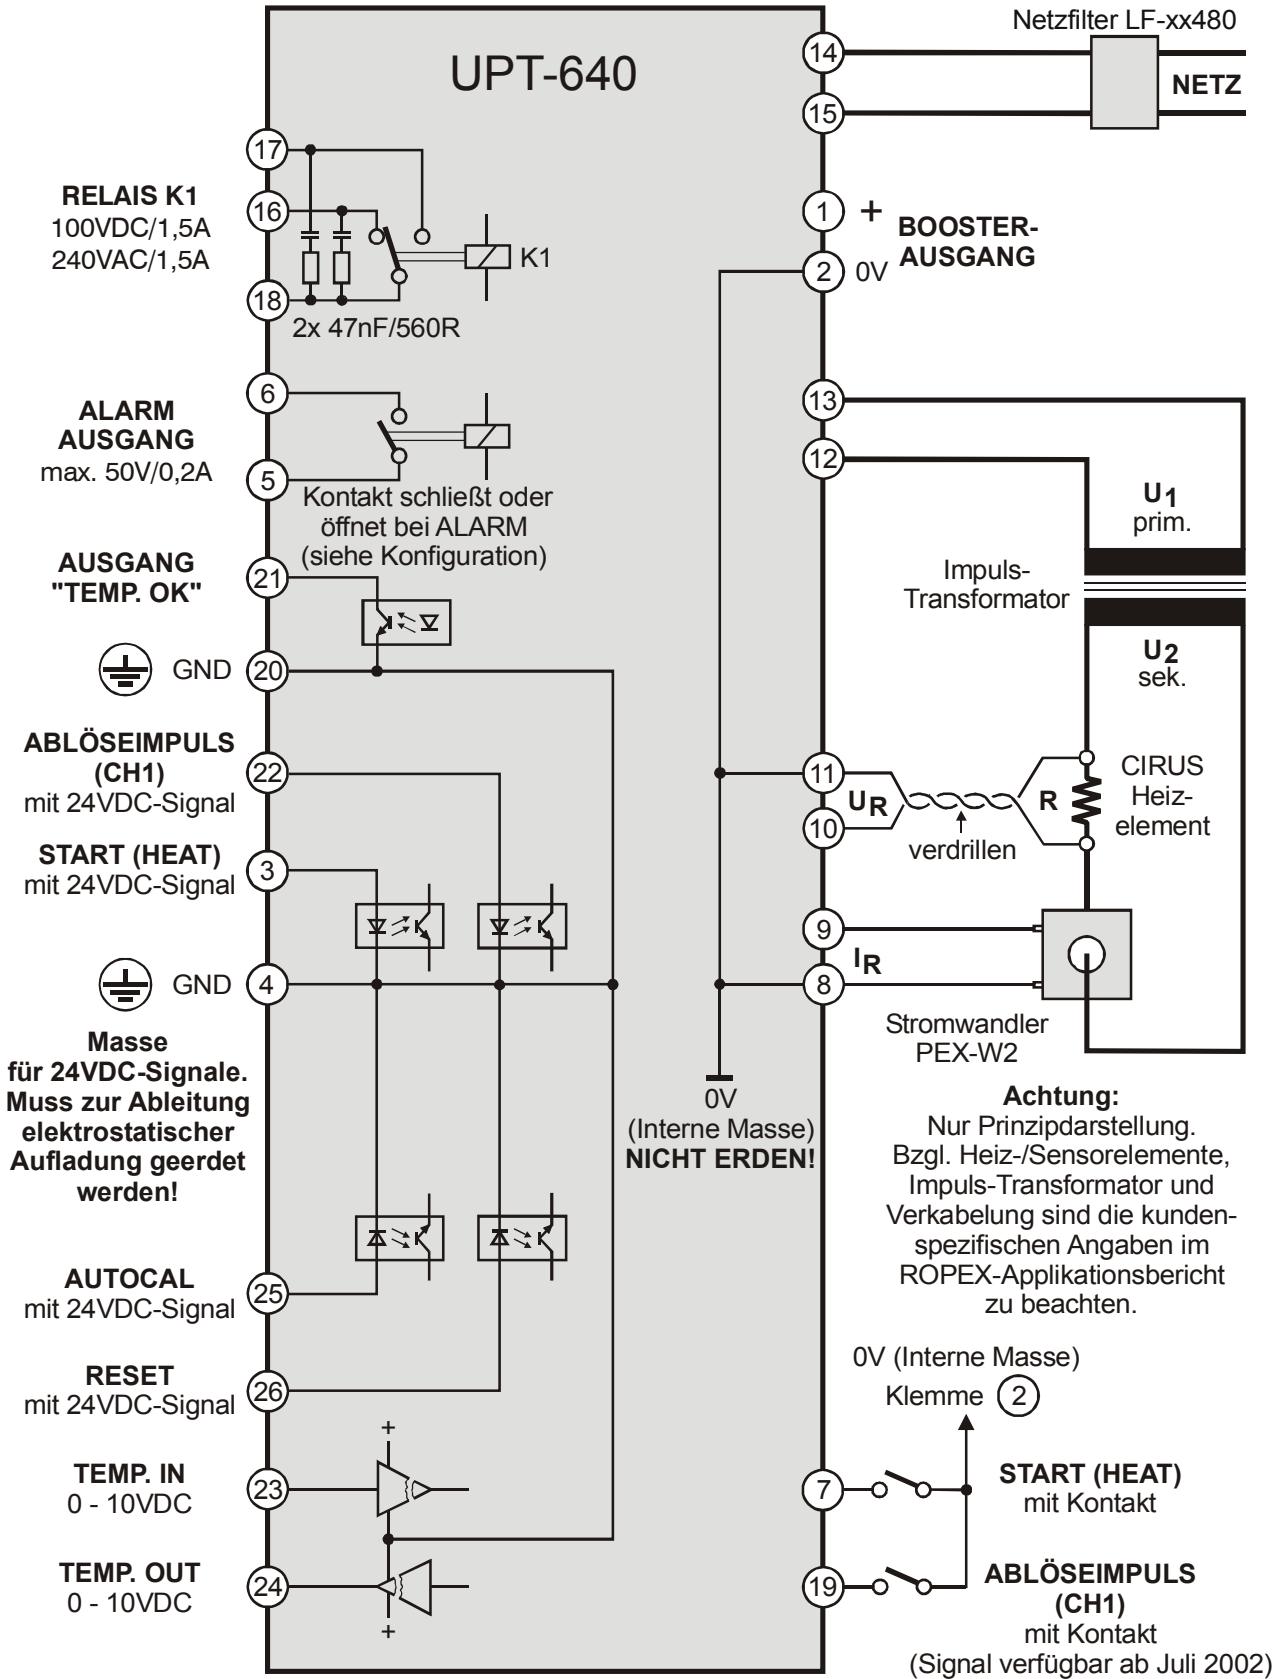 UPT-640
Netzfilter LF-xx480
14
NETZ
15
17
RELAIS K1
100VDC/1,5A
240VAC/1,5A
16
K1
18
2x 47nF/560R
1
+
BOOSTER-
AUSGANG
2
0V
6
ALARM
AUSGANG
max. 50V/0,2A
5
Kontakt schließt oder
öffnet bei ALARM
(siehe Konfiguration)
13
12
U1
prim.
Impuls-
Transformator
U2
sek.
AUSGANG
"TEMP. OK"
21
GND
20
ABLÖSEIMPULS
(CH1)
mit 24VDC-Signal
22
START (HEAT)
mit 24VDC-Signal
3
11
UR
10
verdrillen
R
CIRUS
Heiz-
element
9
IR
8
Stromwandler
PEX-W2
GND
4
Masse
für 24VDC-Signale.
Muss zur Ableitung
elektrostatischer
Aufladung geerdet
werden!
0V
(Interne Masse)
NICHT ERDEN!
Achtung:
Nur Prinzipdarstellung.
Bzgl. Heiz-/Sensorelemente,
Impuls-Transformator und
Verkabelung sind die kunden-
spezifischen Angaben im
ROPEX-Applikationsbericht
zu beachten.
AUTOCAL
mit 24VDC-Signal
25
RESET
mit 24VDC-Signal
26
0V (Interne Masse)
Klemme 2
TEMP. IN
0 - 10VDC
23
+
7
START (HEAT)
mit Kontakt
TEMP. OUT
0 - 10VDC
24
+
19
ABLÖSEIMPULS
(CH1)
mit Kontakt
(Signal verfügbar ab Juli 2002)